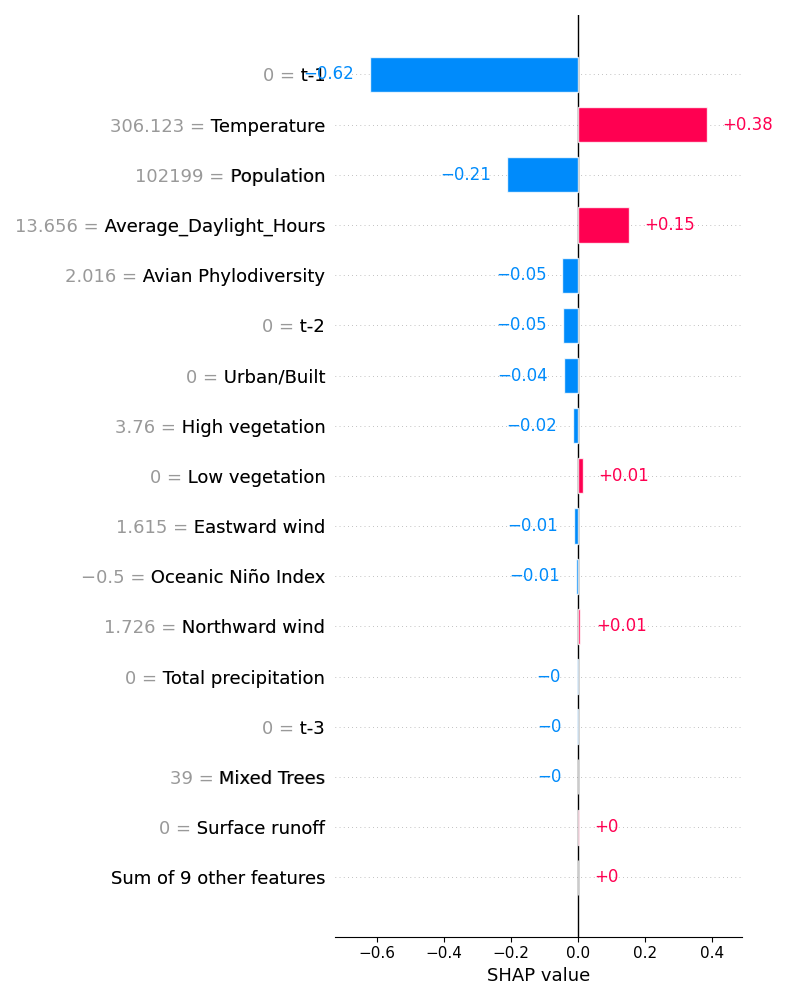 0 = t-1 −0.62
306.123 = Temperature +0.38
102199 = Population −0.21
13.656 = Average_Daylight_Hours +0.15
2.016 = Avian Phylodiversity −0.05
0 = t-2 −0.05
0 = Urban/Built −0.04
3.76 = High vegetation −0.02
0 = Low vegetation +0.01
1.615 = Eastward wind −0.01
−0.5 = Oceanic Niño Index −0.01
1.726 = Northward wind +0.01
0 = Total precipitation −0
0 = t-3 −0
39 = Mixed Trees −0
0 = Surface runoff +0
Sum of 9 other features +0
−0.6 −0.4 −0.2 0.0 0.2 0.4
SHAP value